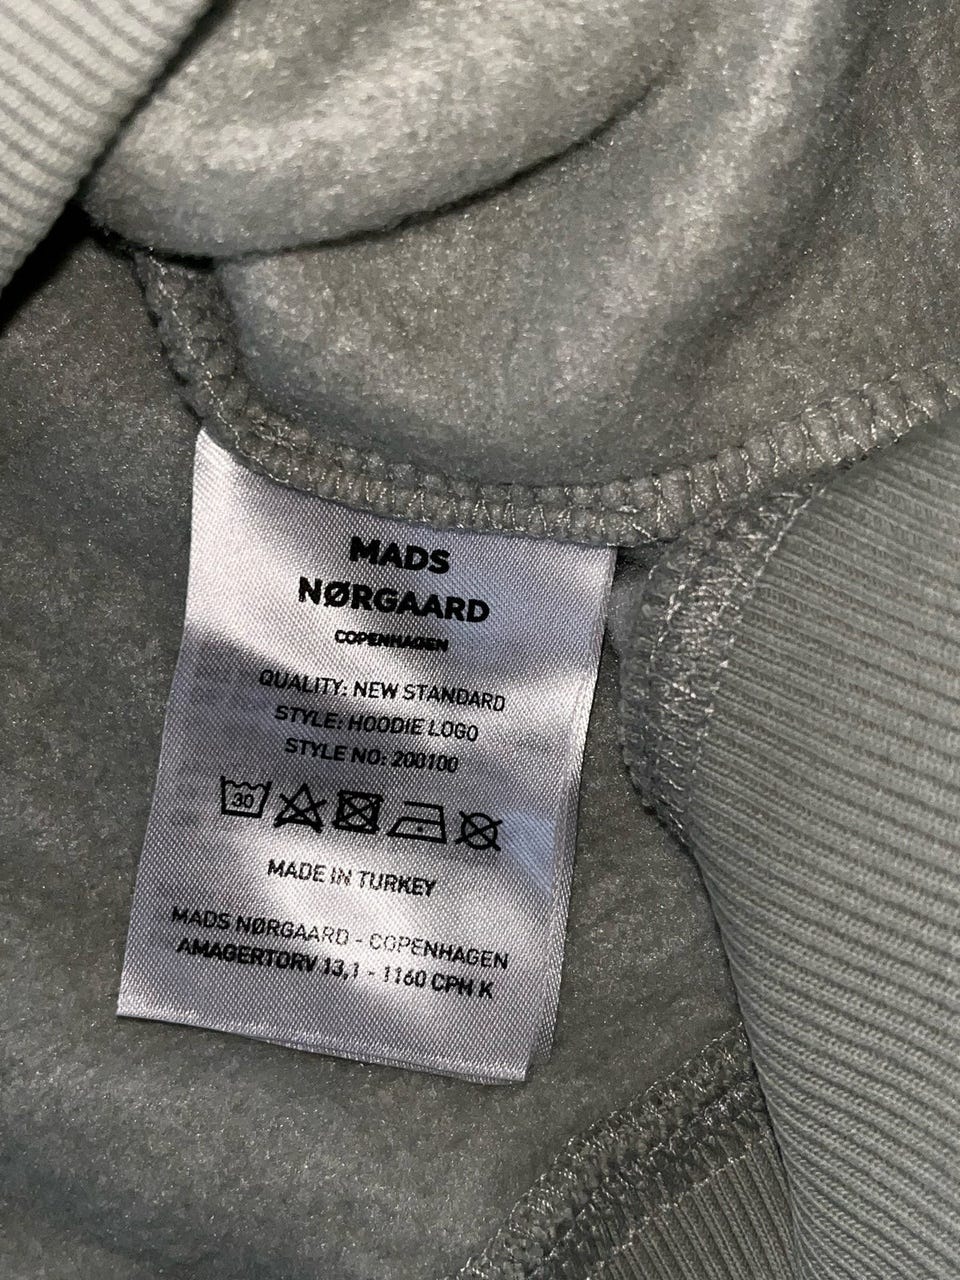 MADS
NØRGAARD
COPENHAGEN
QUALITY: NEW STANDARD
STYLE: HOODIE LOGO
STYLE NO: 200100
30
MADE IN TURKEY
MADS NØRGAARD - COPENHAGEN
AMAGERTORV 13,1 - 1160 CPH K